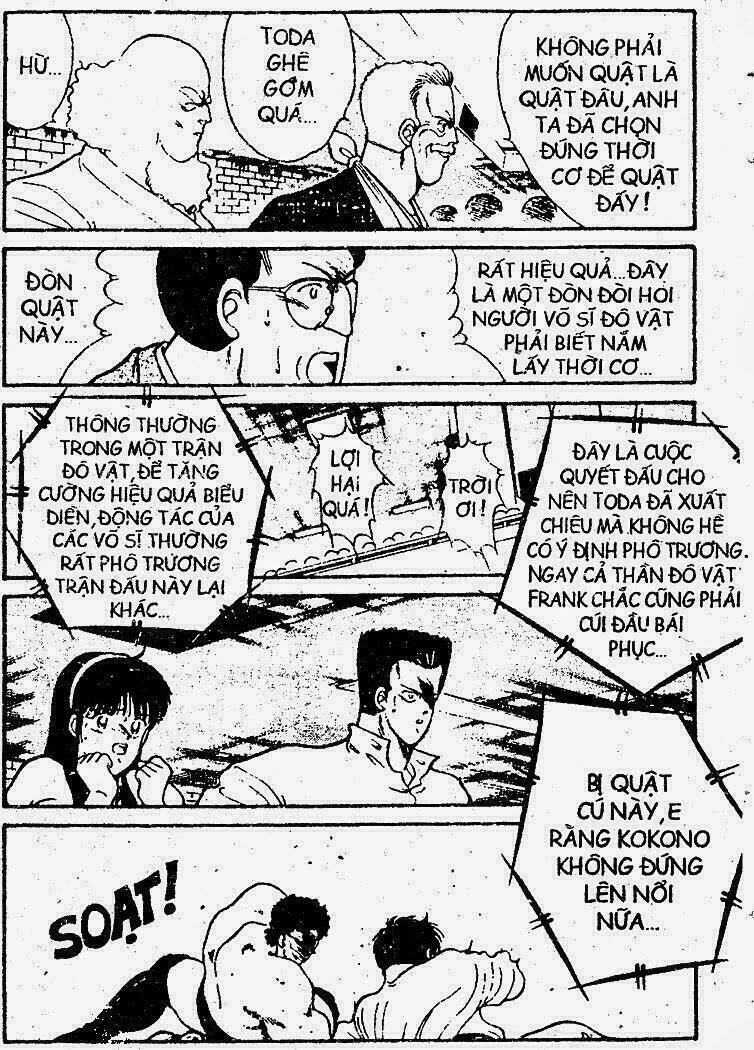 KHÔNG PHẢI
MUỐN QUẬT LÀ
QUẬT ĐÂU, ANH
TA ĐÃ CHỌN
ĐÚNG THỜI
CƠ ĐỂ QUẬT
ĐẤY!
TODA
GHÊ
GỚM
QUÁ...
HỪ...
RẤT HIỆU QUẢ...ĐÂY
LÀ MỘT ĐÒN ĐÒI HỎI
NGƯỜI VÕ SĨ ĐÔ VẬT
PHẢI BIẾT NẮM
LẤY THỜI CƠ...
ĐÒN
QUẬT
NÀY...
ĐÂY LÀ CUỘC
QUYẾT ĐẤU CHO
NÊN TODA ĐÃ XUẤT
CHIÊU MÀ KHÔNG HỀ
CÓ Ý ĐỊNH PHÔ TRƯƠNG.
NGAY CẢ THẦN ĐÔ VẬT
FRANK CHẮC CŨNG PHẢI
CÚI ĐẦU BÁI
PHỤC...
TRỜI
ƠI!
LỢI
HẠI
QUÁ!
THÔNG THƯỜNG
TRONG MỘT TRẬN
ĐÔ VẬT, ĐỂ TĂNG
CƯỜNG HIỆU QUẢ BIỂU
DIỄN, ĐỘNG TÁC CỦA
CÁC VÕ SĨ THƯỜNG
RẤT PHÔ TRƯƠNG
TRẬN ĐẤU NÀY LẠI
KHÁC...
BỊ QUẬT
CÚ NÀY, E
RẰNG KOKONO
KHÔNG ĐỨNG
LÊN NỔI
NỮA...
SOẠT!